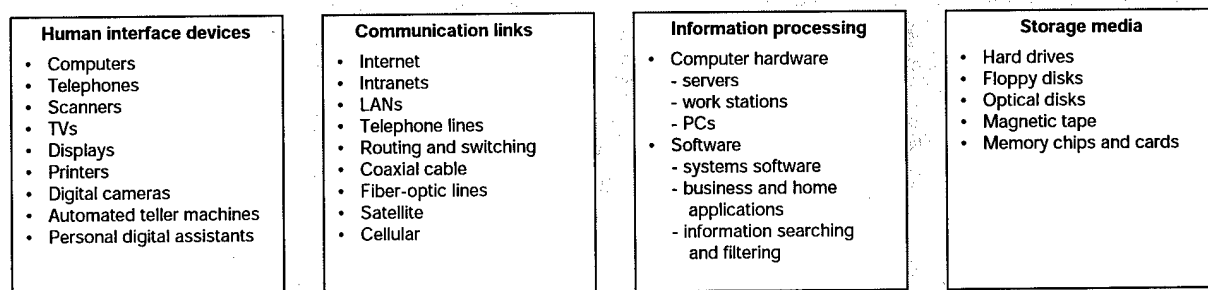 Human interface devices
• Computers
• Telephones
• Scanners
• TVs
• Displays
• Printers
• Digital cameras
• Automated teller machines
• Personal digital assistants
Communication links
• Internet
• Intranets
• LANs
• Telephone lines
• Routing and switching
• Coaxial cable
• Fiber-optic lines
• Satellite
• Cellular
Information processing
• Computer hardware
- servers
- work stations
- PCs
• Software
- systems software
- business and home
applications
- information searching
and filtering
Storage media
• Hard drives
• Floppy disks
• Optical disks
• Magnetic tape
• Memory chips and cards